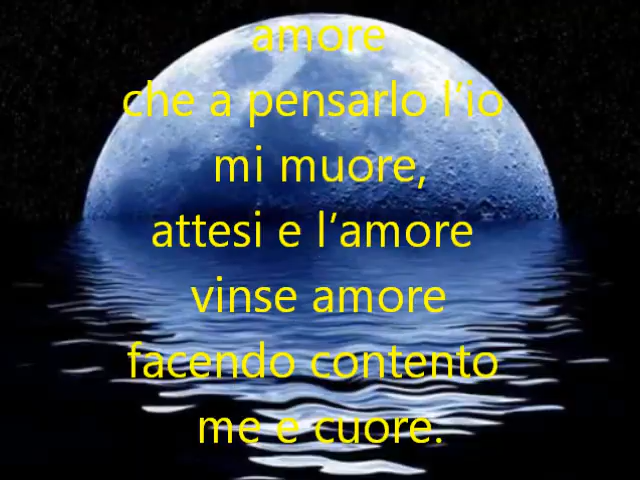 amore
che a pensarlo l’io
mi muore,
attesi e l’amore
vinse amore
facendo contento
me e cuore.